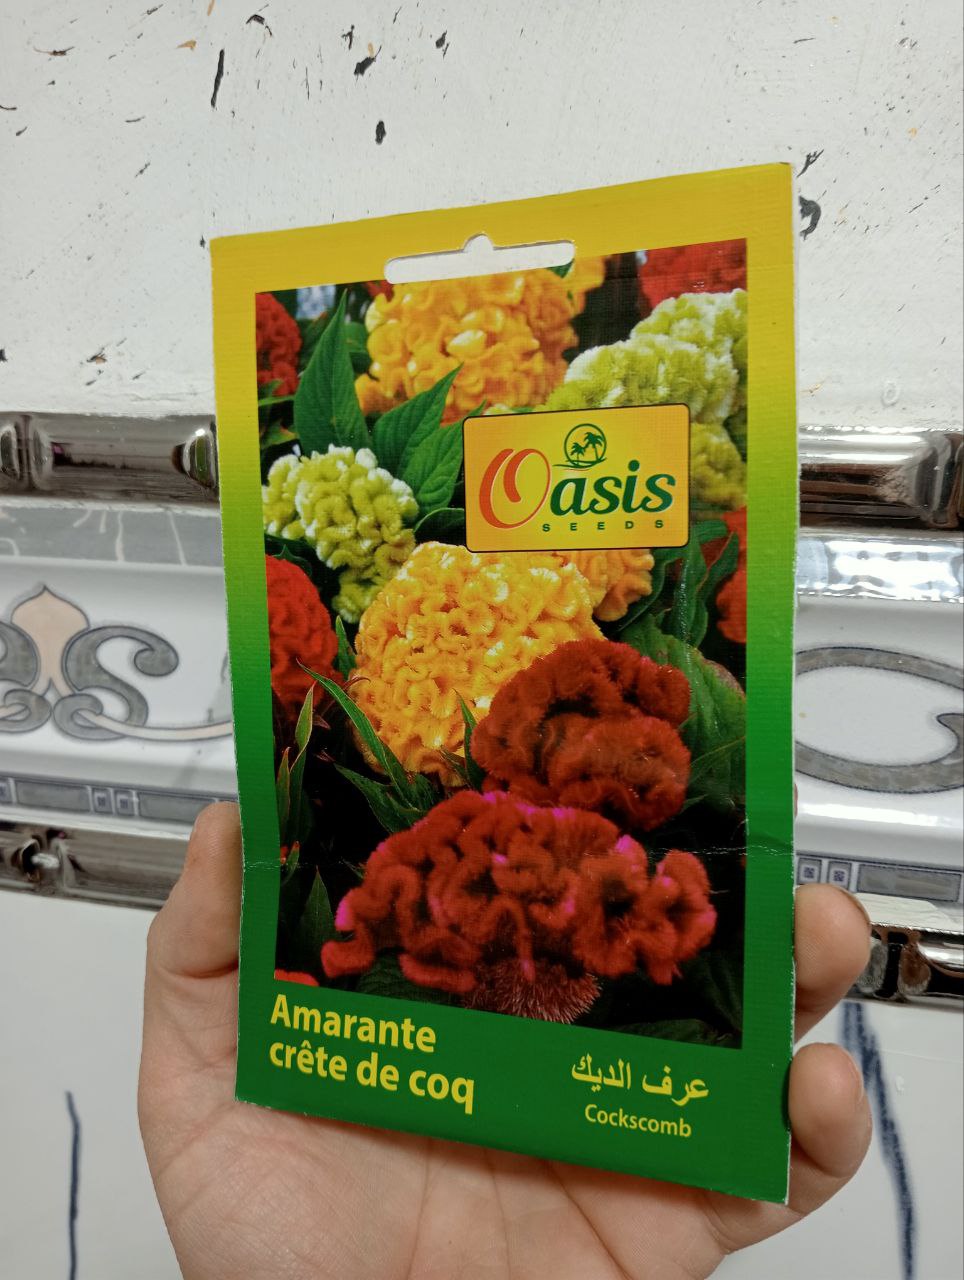 Oasis
SEEDS
Amarante
crête de coq
عرف الديك
Cockscomb